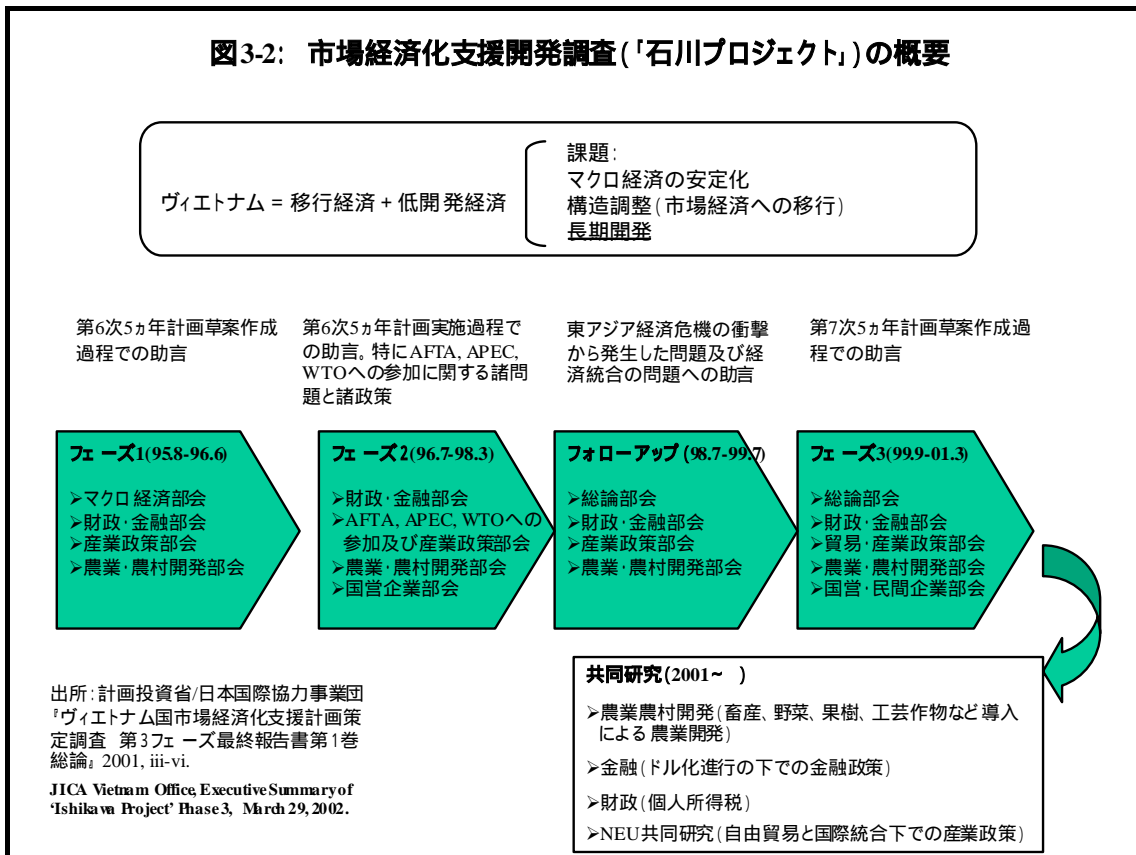 図3-2: 市場経済化支援開発調査(「石川プロジェクト」)の概要
ヴィエトナム = 移行経済 + 低開発経済
課題:
マクロ経済の安定化
構造調整(市場経済への移行)
長期開発
第6次5ヵ年計画草案作成
過程での助言
第6次5ヵ年計画実施過程で
の助言。特にAFTA, APEC,
WTOへの参加に関する諸問
題と諸政策
東アジア経済危機の衝撃
から発生した問題及び経
済統合の問題への助言
第7次5ヵ年計画草案作成過
程での助言
フェーズ1(95.8-96.6)
➢マクロ経済部会
➢財政・金融部会
➢産業政策部会
➢農業・農村開発部会
フェーズ2(96.7-98.3)
➢財政・金融部会
➢AFTA, APEC, WTOへの
参加及び産業政策部会
➢農業・農村開発部会
➢国営企業部会
フォローアップ(98.7-99.7)
➢総論部会
➢財政・金融部会
➢産業政策部会
➢農業・農村開発部会
フェーズ3(99.9-01.3)
➢総論部会
➢財政・金融部会
➢貿易・産業政策部会
➢農業・農村開発部会
➢国営・民間企業部会
共同研究(2001~ )
➢農業農村開発(畜産、野菜、果樹、工芸作物など導入
による農業開発)
➢金融(ドル化進行の下での金融政策)
➢財政(個人所得税)
➢NEU共同研究(自由貿易と国際統合下での産業政策)
出所:計画投資省/日本国際協力事業団
『ヴィエトナム国市場経済化支援計画策
定調査 第3フェーズ最終報告書第1巻
総論』2001, iii-vi.
JICA Vietnam Office, Executive Summary of
'Ishikawa Project' Phase 3, March 29, 2002.